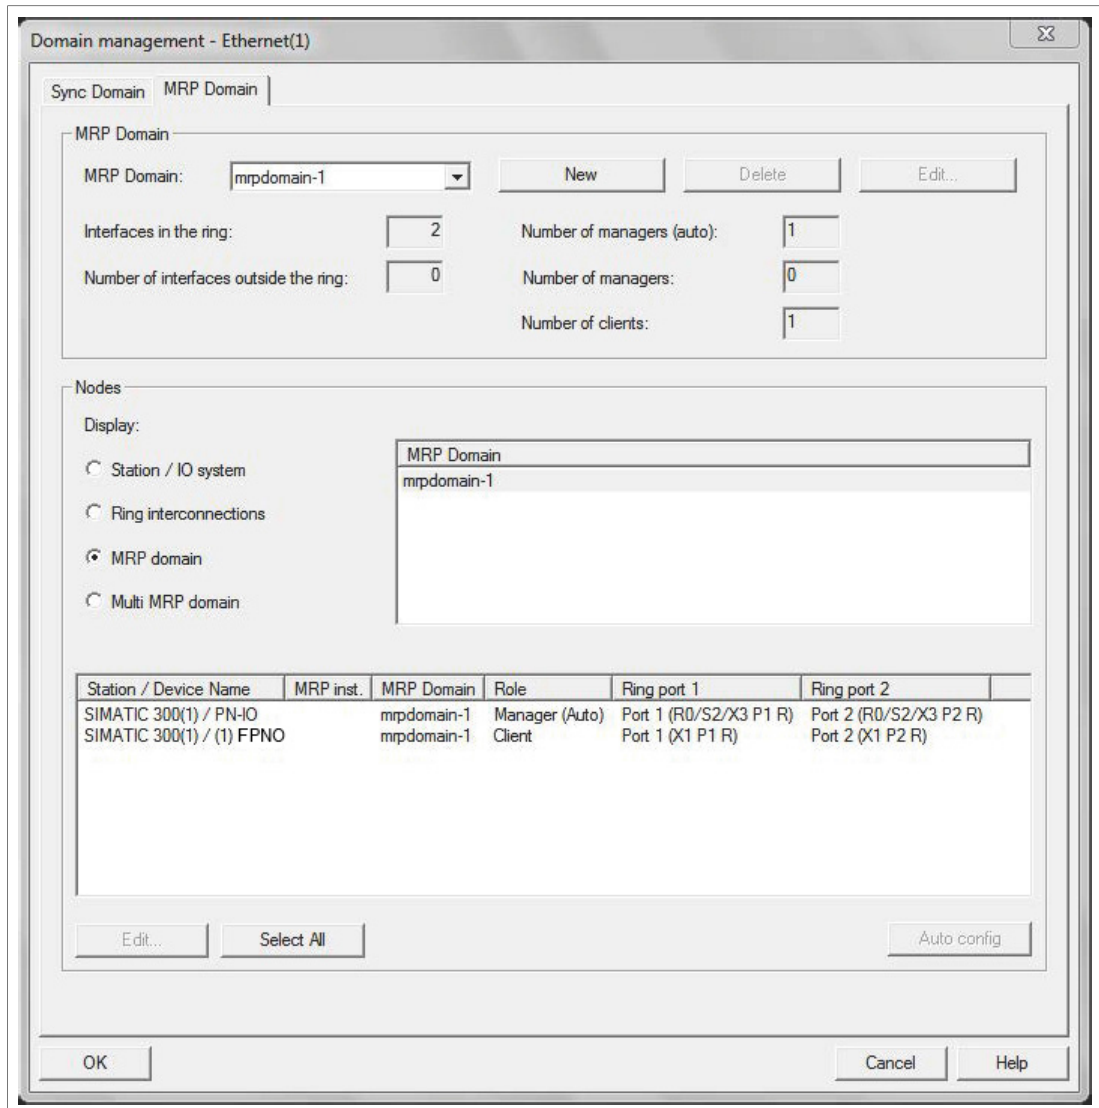 Domain management - Ethernet(1)
Sync Domain MRP Domain
MRP Domain
MRP Domain: mrpdomain-1 New Delete Edit...
Interfaces in the ring: 2 Number of managers (auto): 1
Number of interfaces outside the ring: 0 Number of managers: 0
Number of clients: 1
Nodes
Display:
MRP Domain
Station / IO system
mrpdomain-1
Ring interconnections
MRP domain
Multi MRP domain
Station / Device Name MRP inst. MRP Domain Role Ring port 1 Ring port 2
SIMATIC 300(1) / PN-IO mrpdomain-1 Manager (Auto) Port 1 (R0/S2/X3 P1 R) Port 2 (R0/S2/X3 P2 R)
SIMATIC 300(1) / (1) FPNO mrpdomain-1 Client Port 1 (X1 P1 R) Port 2 (X1 P2 R)
Edit... Select All Auto config
OK Cancel Help